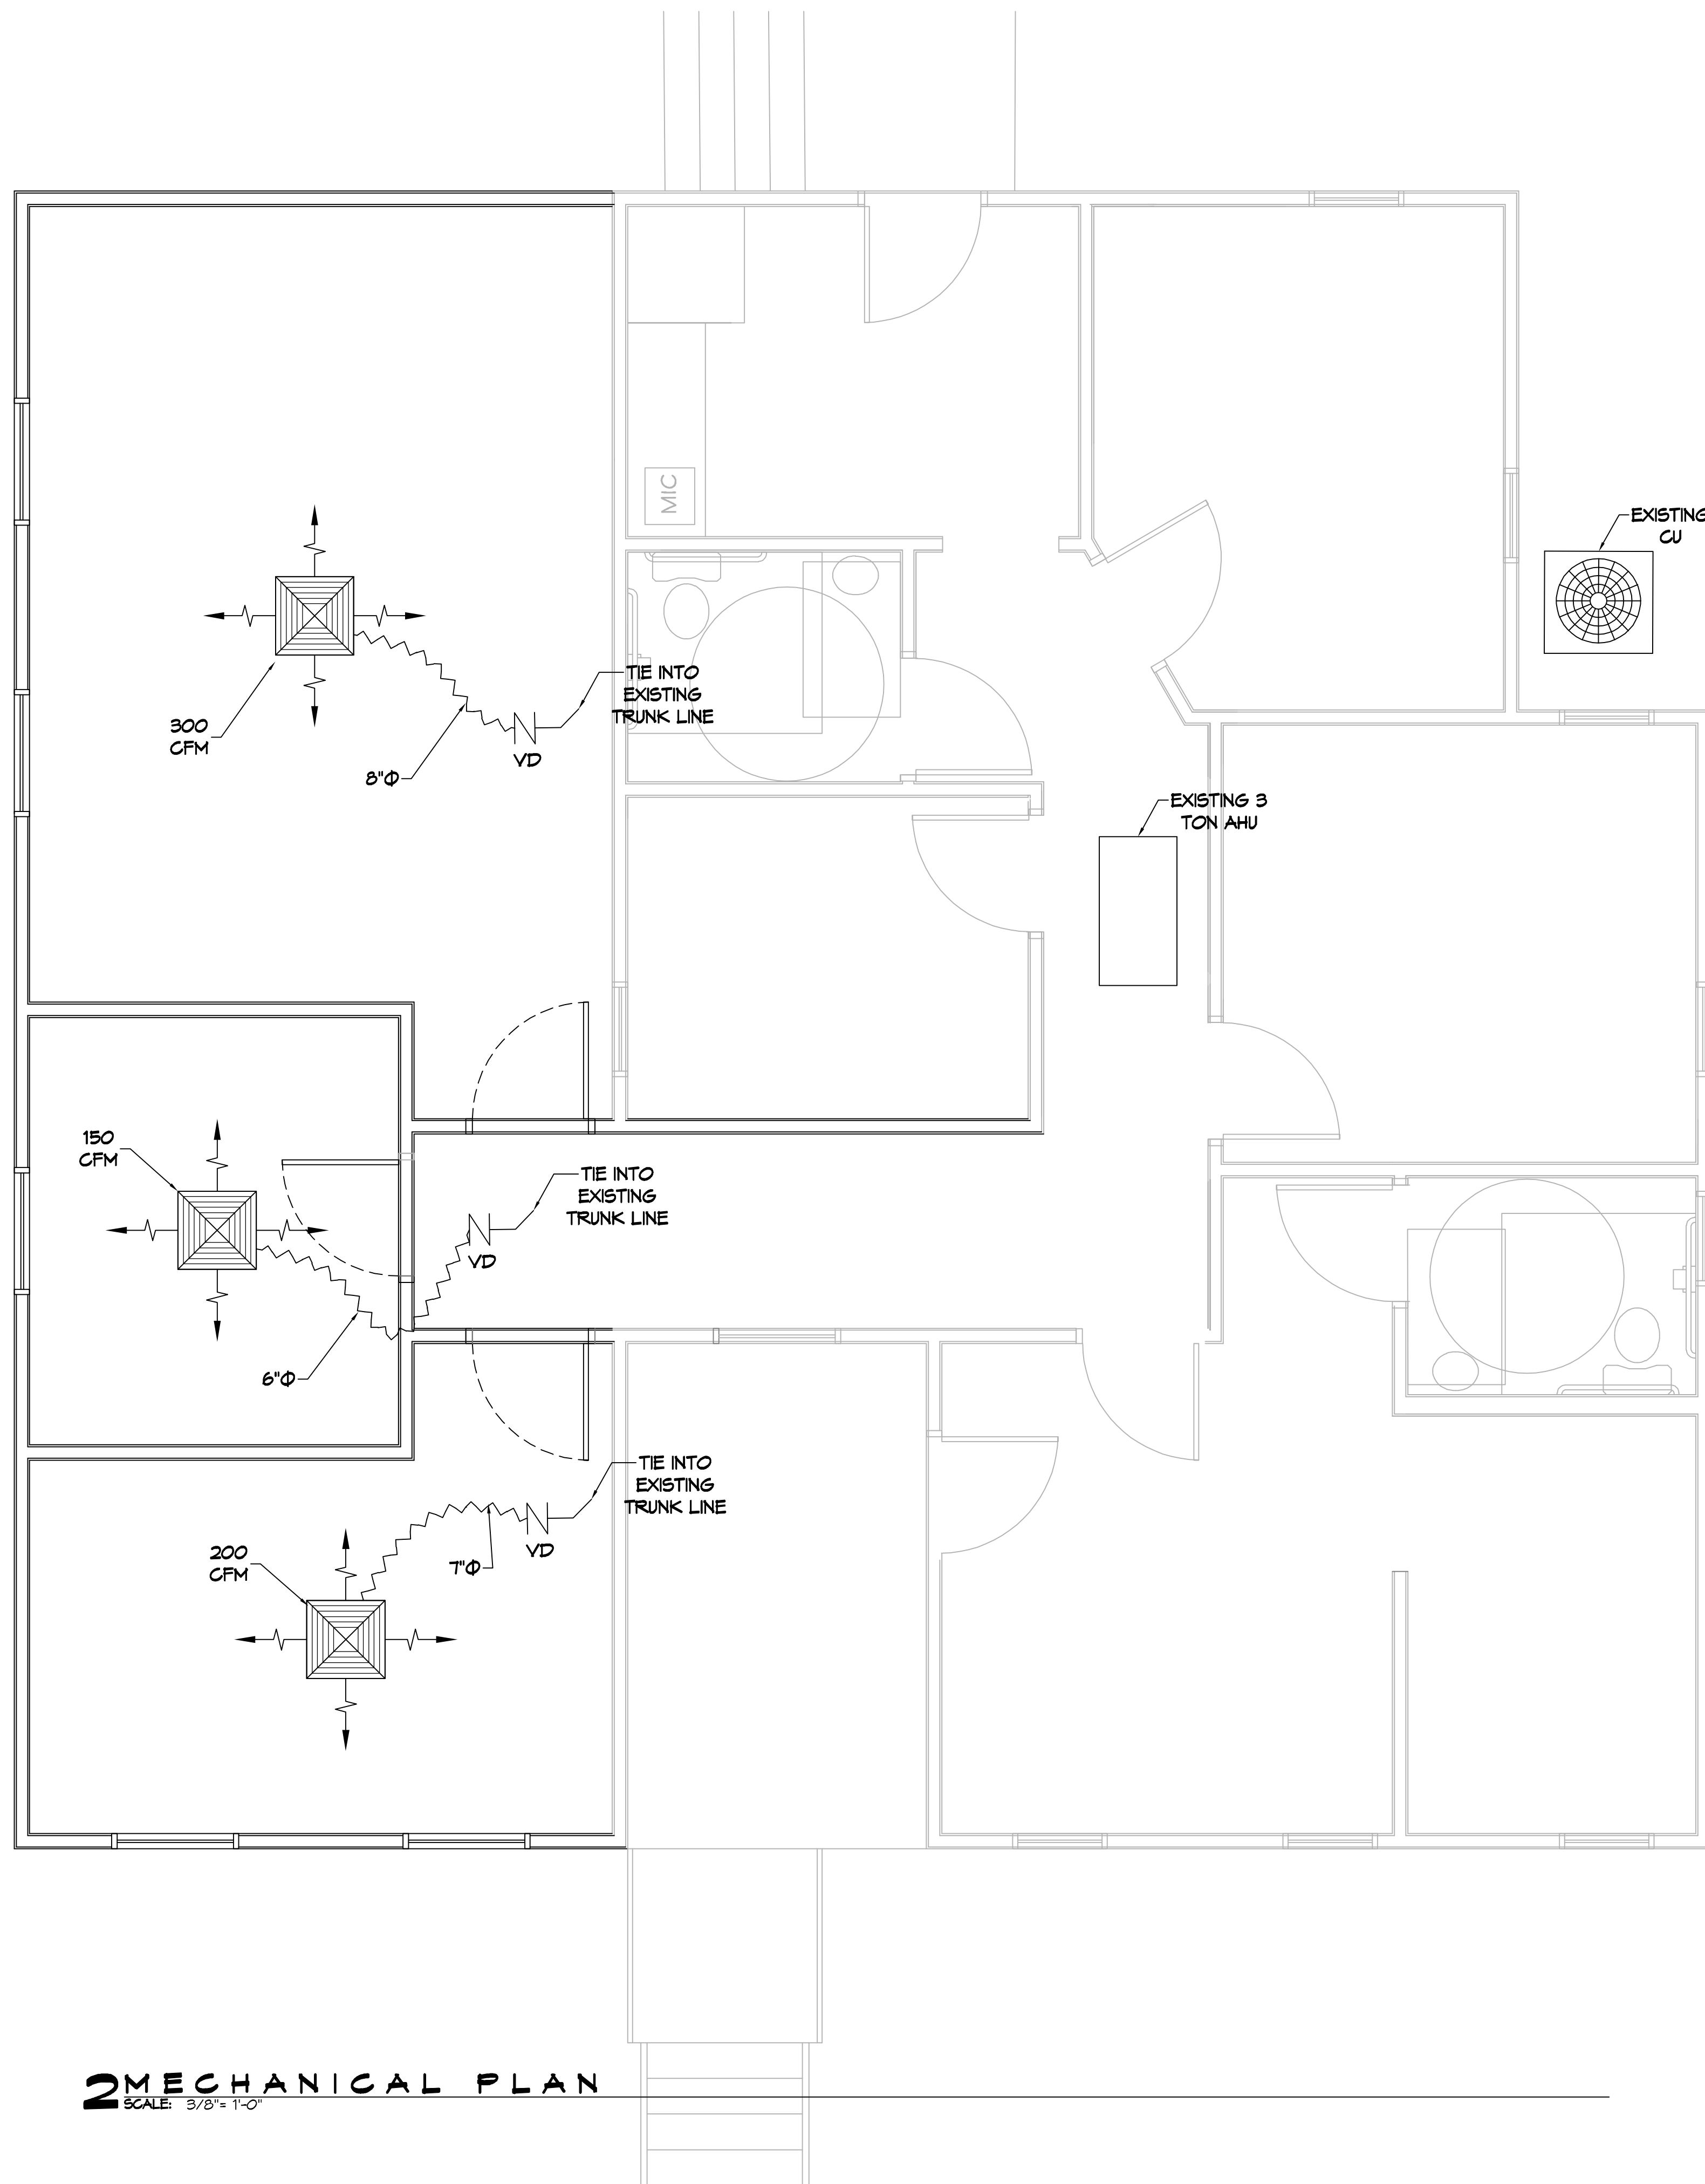 MIC
EXISTING
CU
TIE INTO
EXISTING
TRUNK LINE
300
CFM
VD
8"Φ
EXISTING 3
TON AHU
150
CFM
TIE INTO
EXISTING
TRUNK LINE
VD
6"Φ
TIE INTO
EXISTING
TRUNK LINE
200
CFM
VD
7"Φ
2 MECHANICAL PLAN
SCALE: 3/8"= 1'-0"